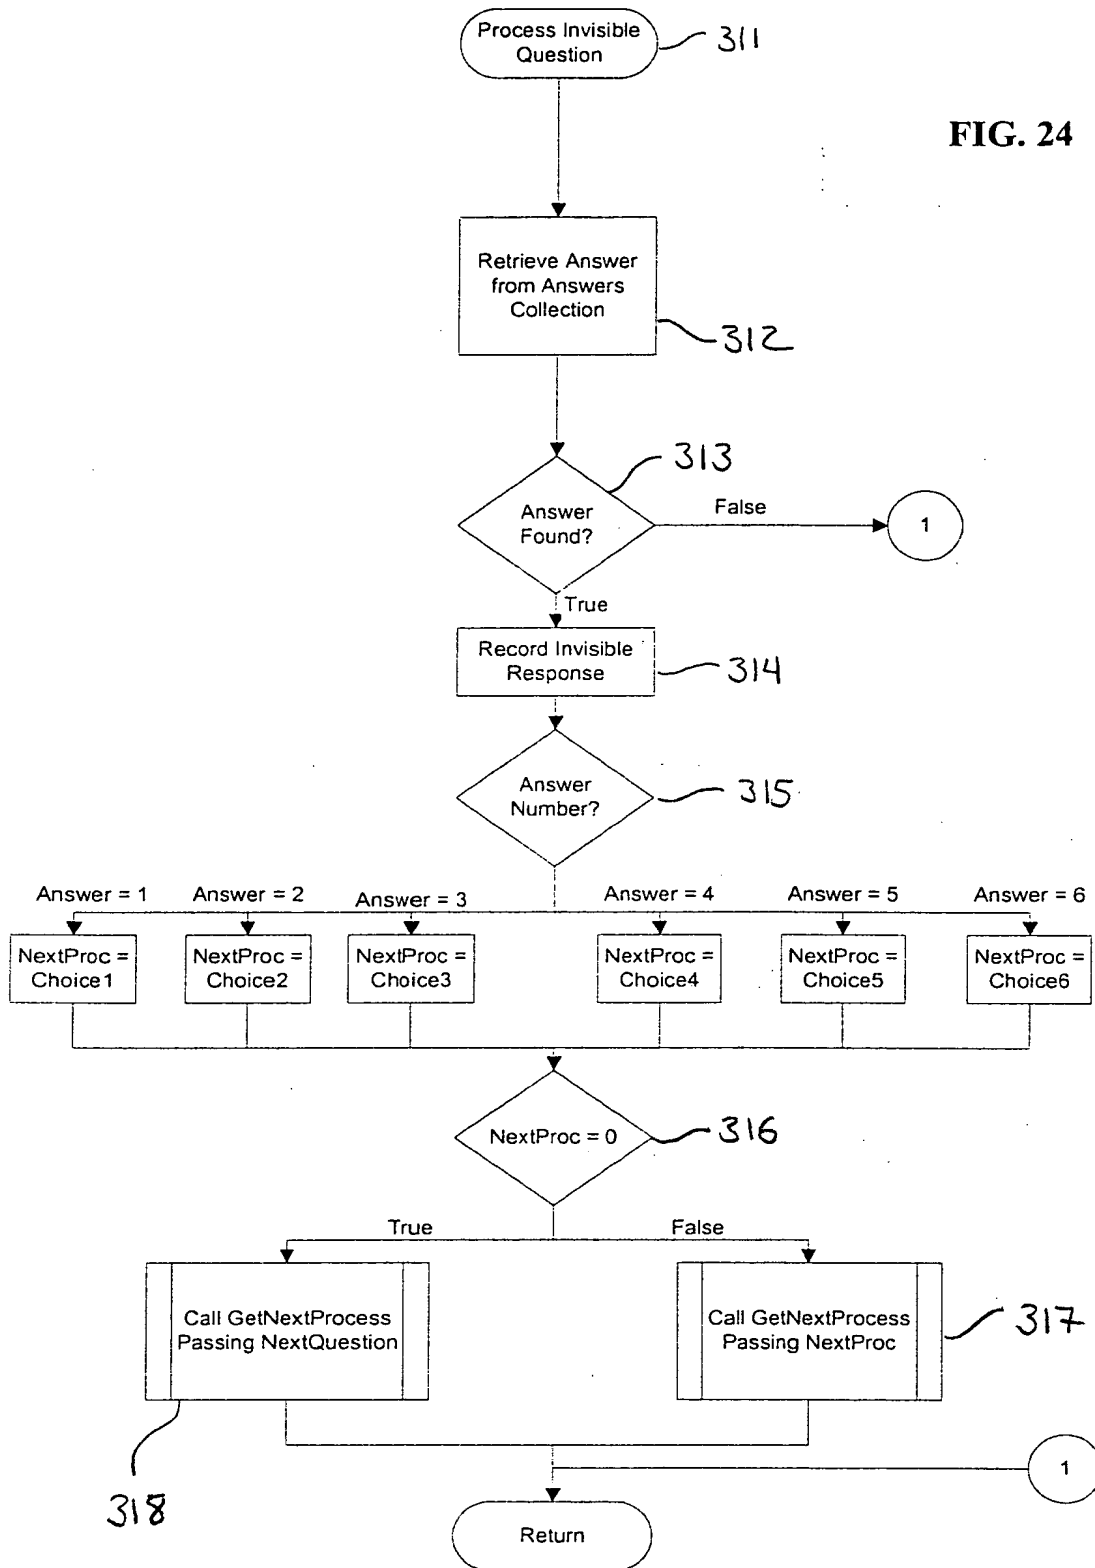 Process Invisible
Question
311
FIG. 24
Retrieve Answer
from Answers
Collection
312
313
Answer
Found?
False
1
True
Record Invisible
Response
314
Answer
Number?
315
Answer = 1
Answer = 2
Answer = 3
Answer = 4
Answer = 5
Answer = 6
NextProc =
Choice1
NextProc =
Choice2
NextProc =
Choice3
NextProc =
Choice4
NextProc =
Choice5
NextProc =
Choice6
NextProc = 0
316
True
False
Call GetNextProcess
Passing NextQuestion
Call GetNextProcess
Passing NextProc
317
318
1
Return